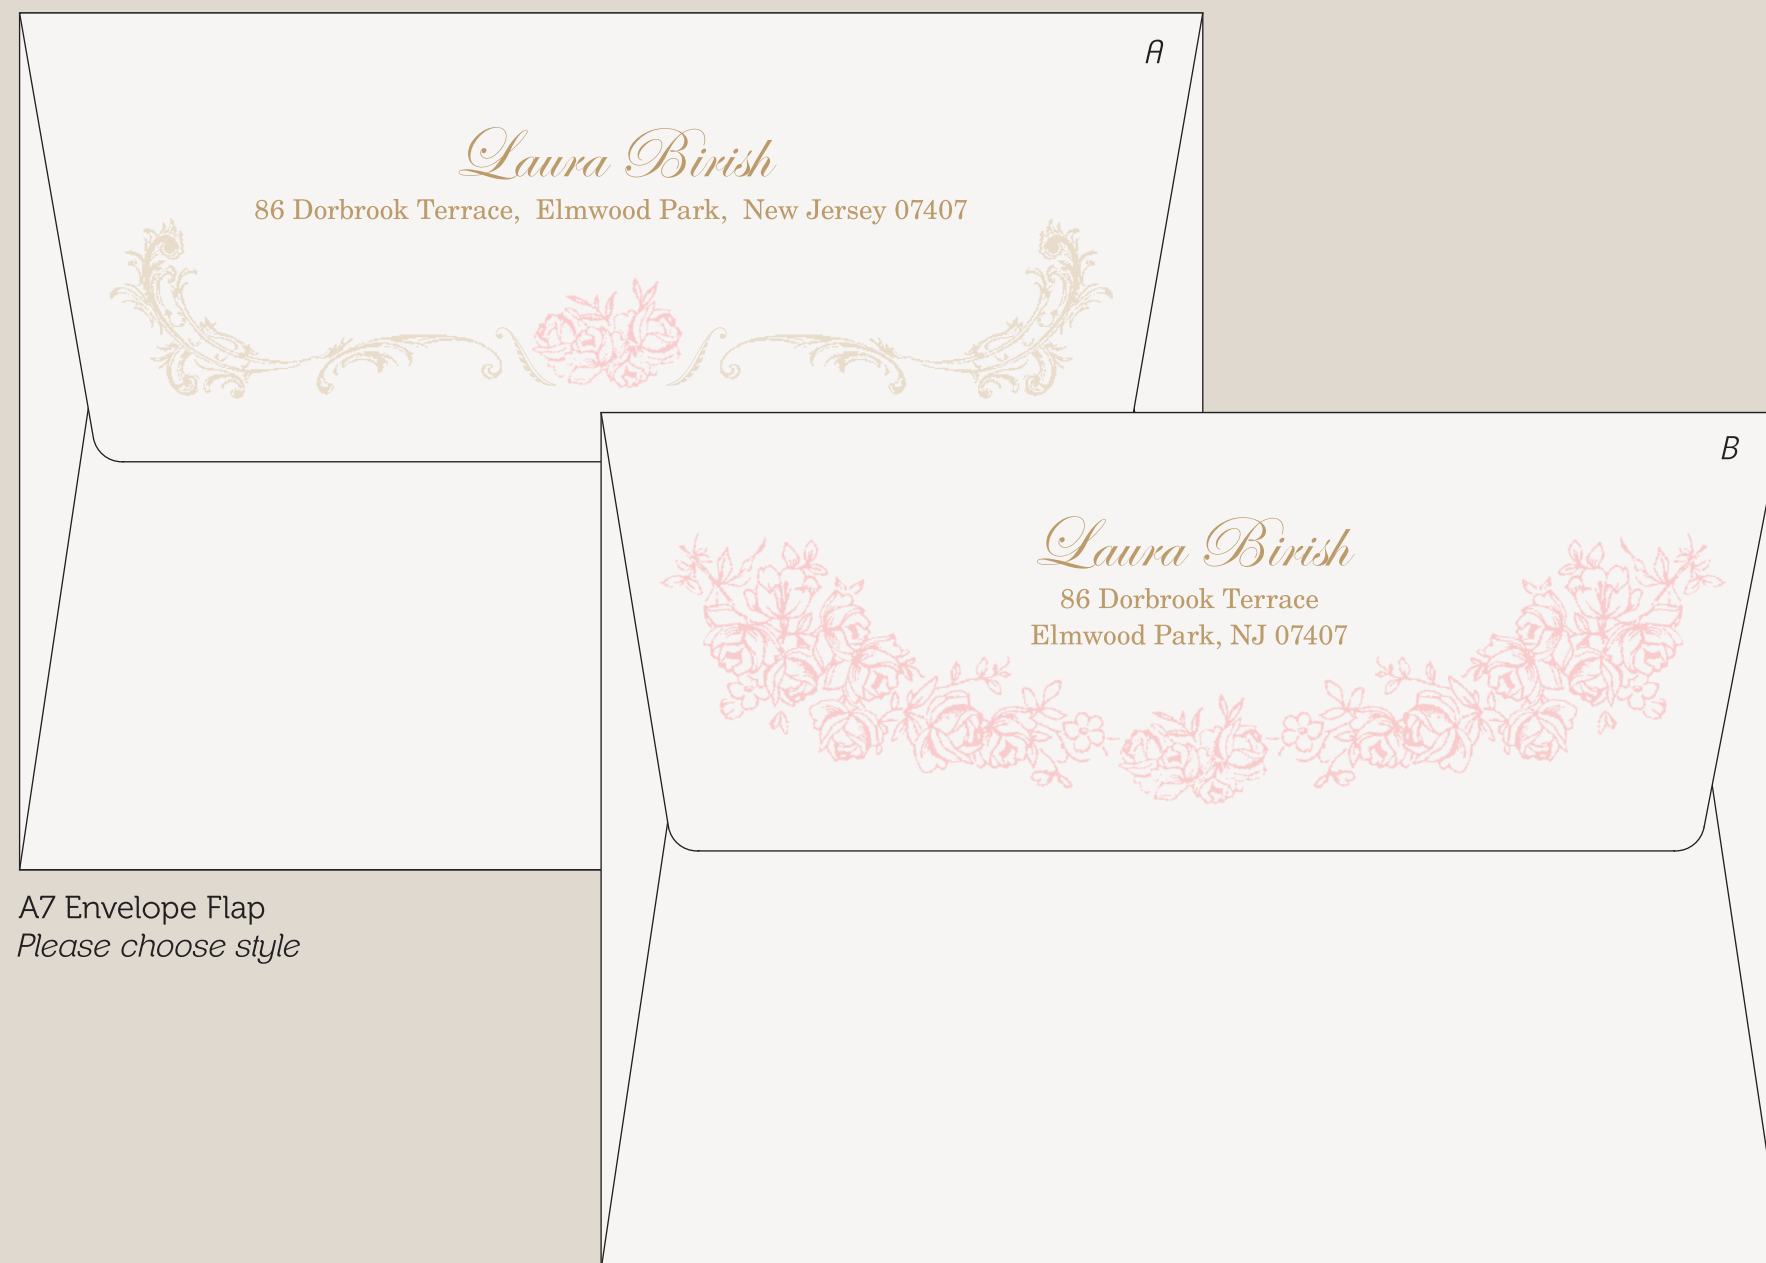 A
Laura Birish
86 Dorbrook Terrace, Elmwood Park, New Jersey 07407
B
Laura Birish
86 Dorbrook Terrace
Elmwood Park, NJ 07407
A7 Envelope Flap
Please choose style